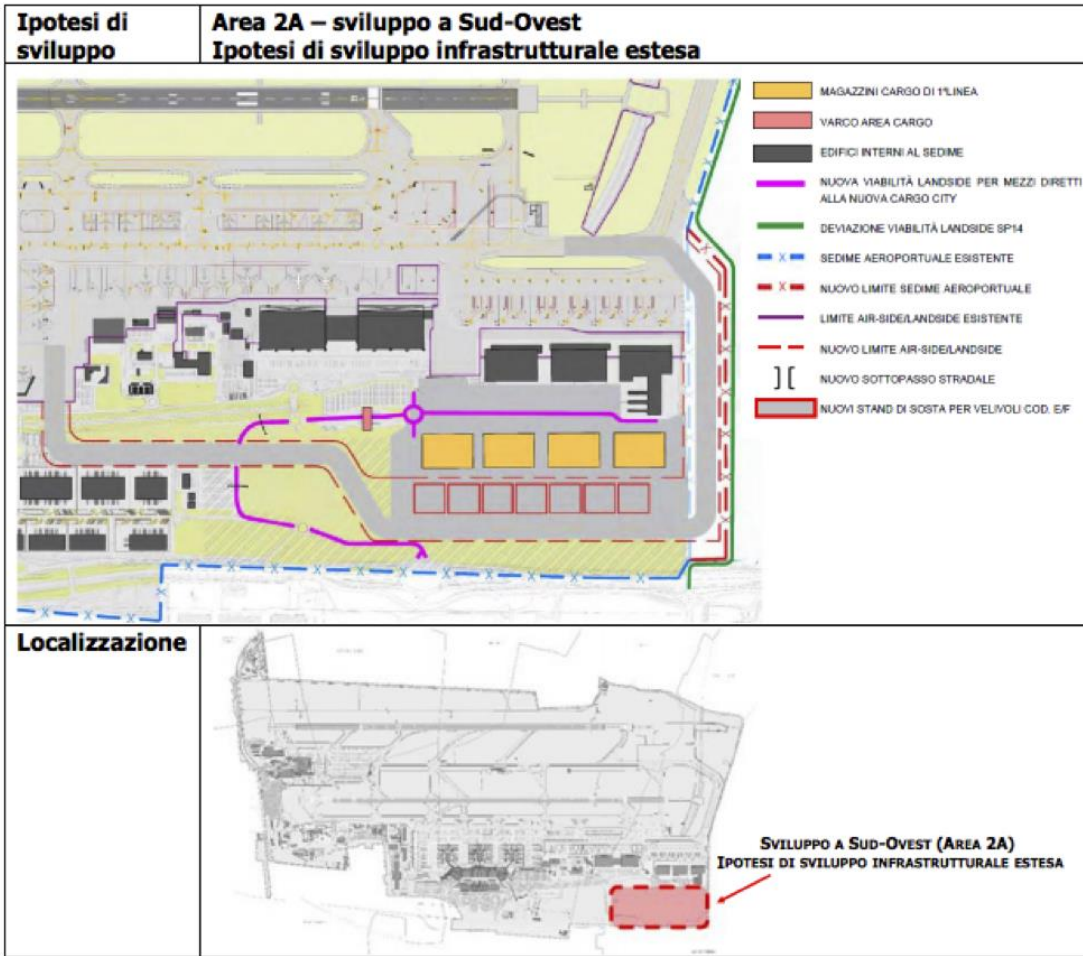 Ipotesi di
sviluppo
Area 2A – sviluppo a Sud-Ovest
Ipotesi di sviluppo infrastrutturale estesa
MAGAZZINI CARGO DI 1°LINEA
VARCO AREA CARGO
EDIFICI INTERNI AL SEDIME
NUOVA VIABILITÀ LANDSIDE PER MEZZI DIRETTI
ALLA NUOVA CARGO CITY
DEVIAZIONE VIABILITÀ LANDSIDE SP14
SEDIME AEROPORTUALE ESISTENTE
NUOVO LIMITE SEDIME AEROPORTUALE
LIMITE AIR-SIDE/LANDSIDE ESISTENTE
NUOVO LIMITE AIR-SIDE/LANDSIDE
NUOVO SOTTOPASSO STRADALE
NUOVI STAND DI SOSTA PER VELIVOLI COD. E/F
Localizzazione
SVILUPPO A SUD-OVEST (AREA 2A)
IPOTESI DI SVILUPPO INFRASTRUTTURALE ESTESA